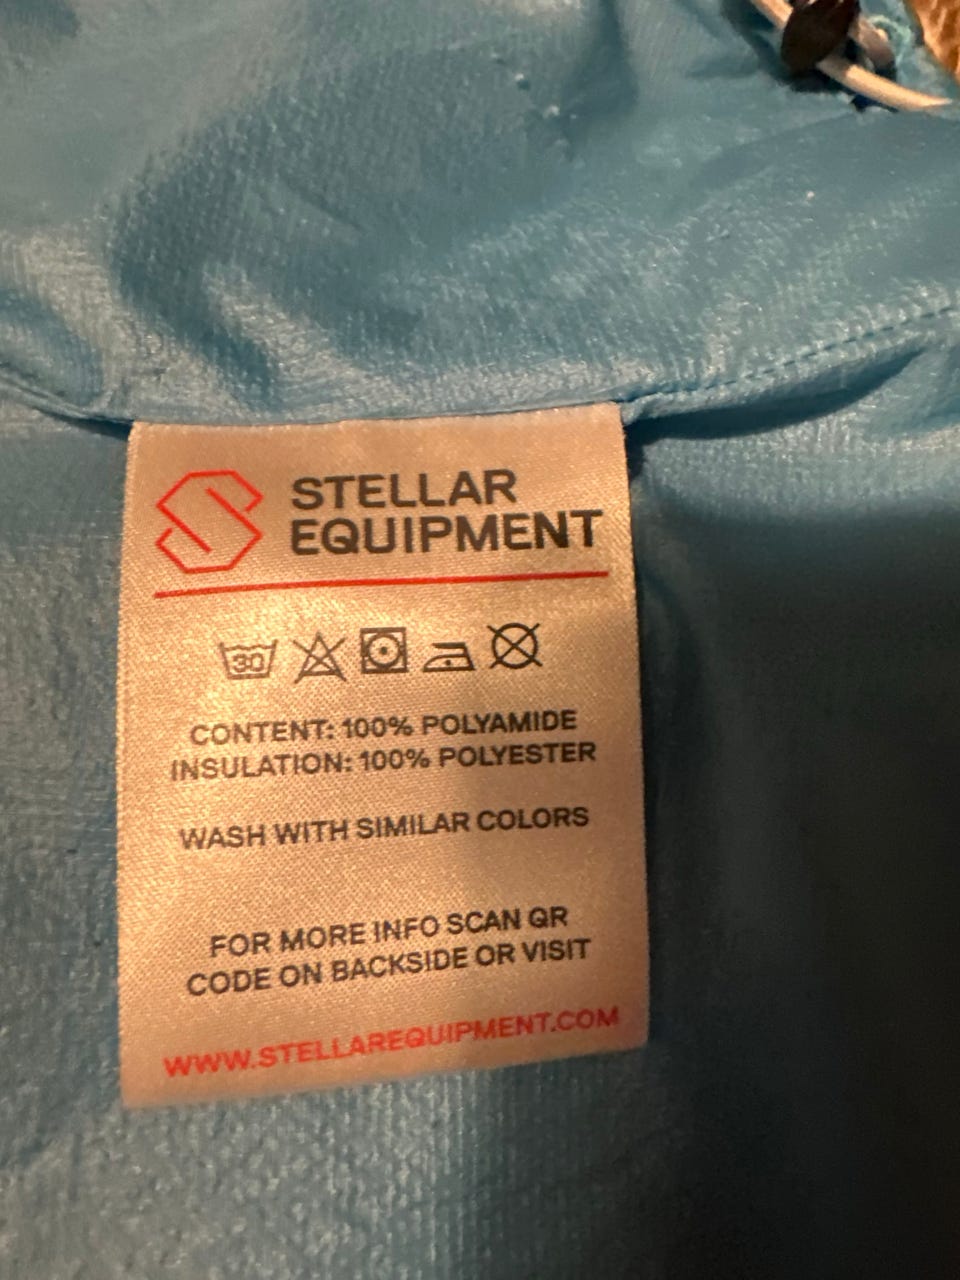 STELLAR
EQUIPMENT
30
CONTENT: 100% POLYAMIDE
INSULATION: 100% POLYESTER
WASH WITH SIMILAR COLORS
FOR MORE INFO SCAN QR
CODE ON BACKSIDE OR VISIT
WWW.STELLAREQUIPMENT.COM